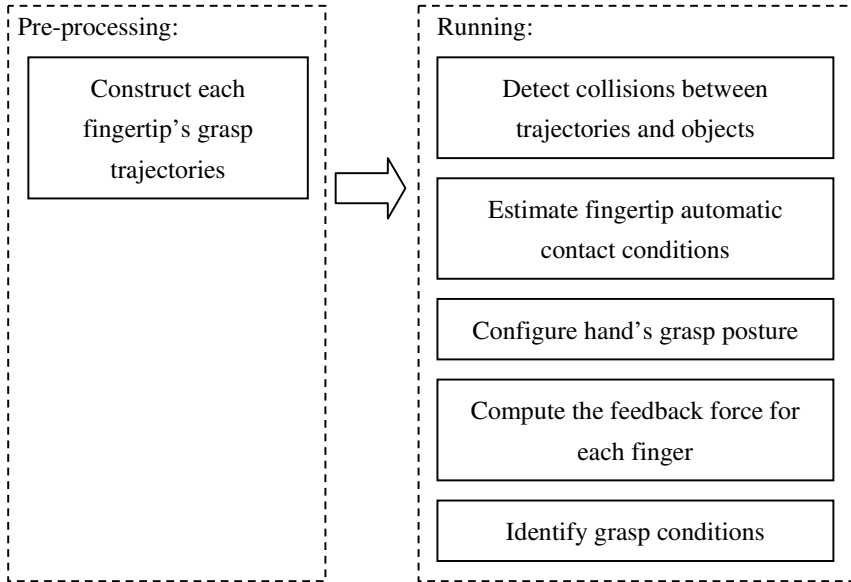 Pre-processing:
Construct each
fingertip's grasp
trajectories
Running:
Detect collisions between
trajectories and objects
Estimate fingertip automatic
contact conditions
Configure hand's grasp posture
Compute the feedback force for
each finger
Identify grasp conditions